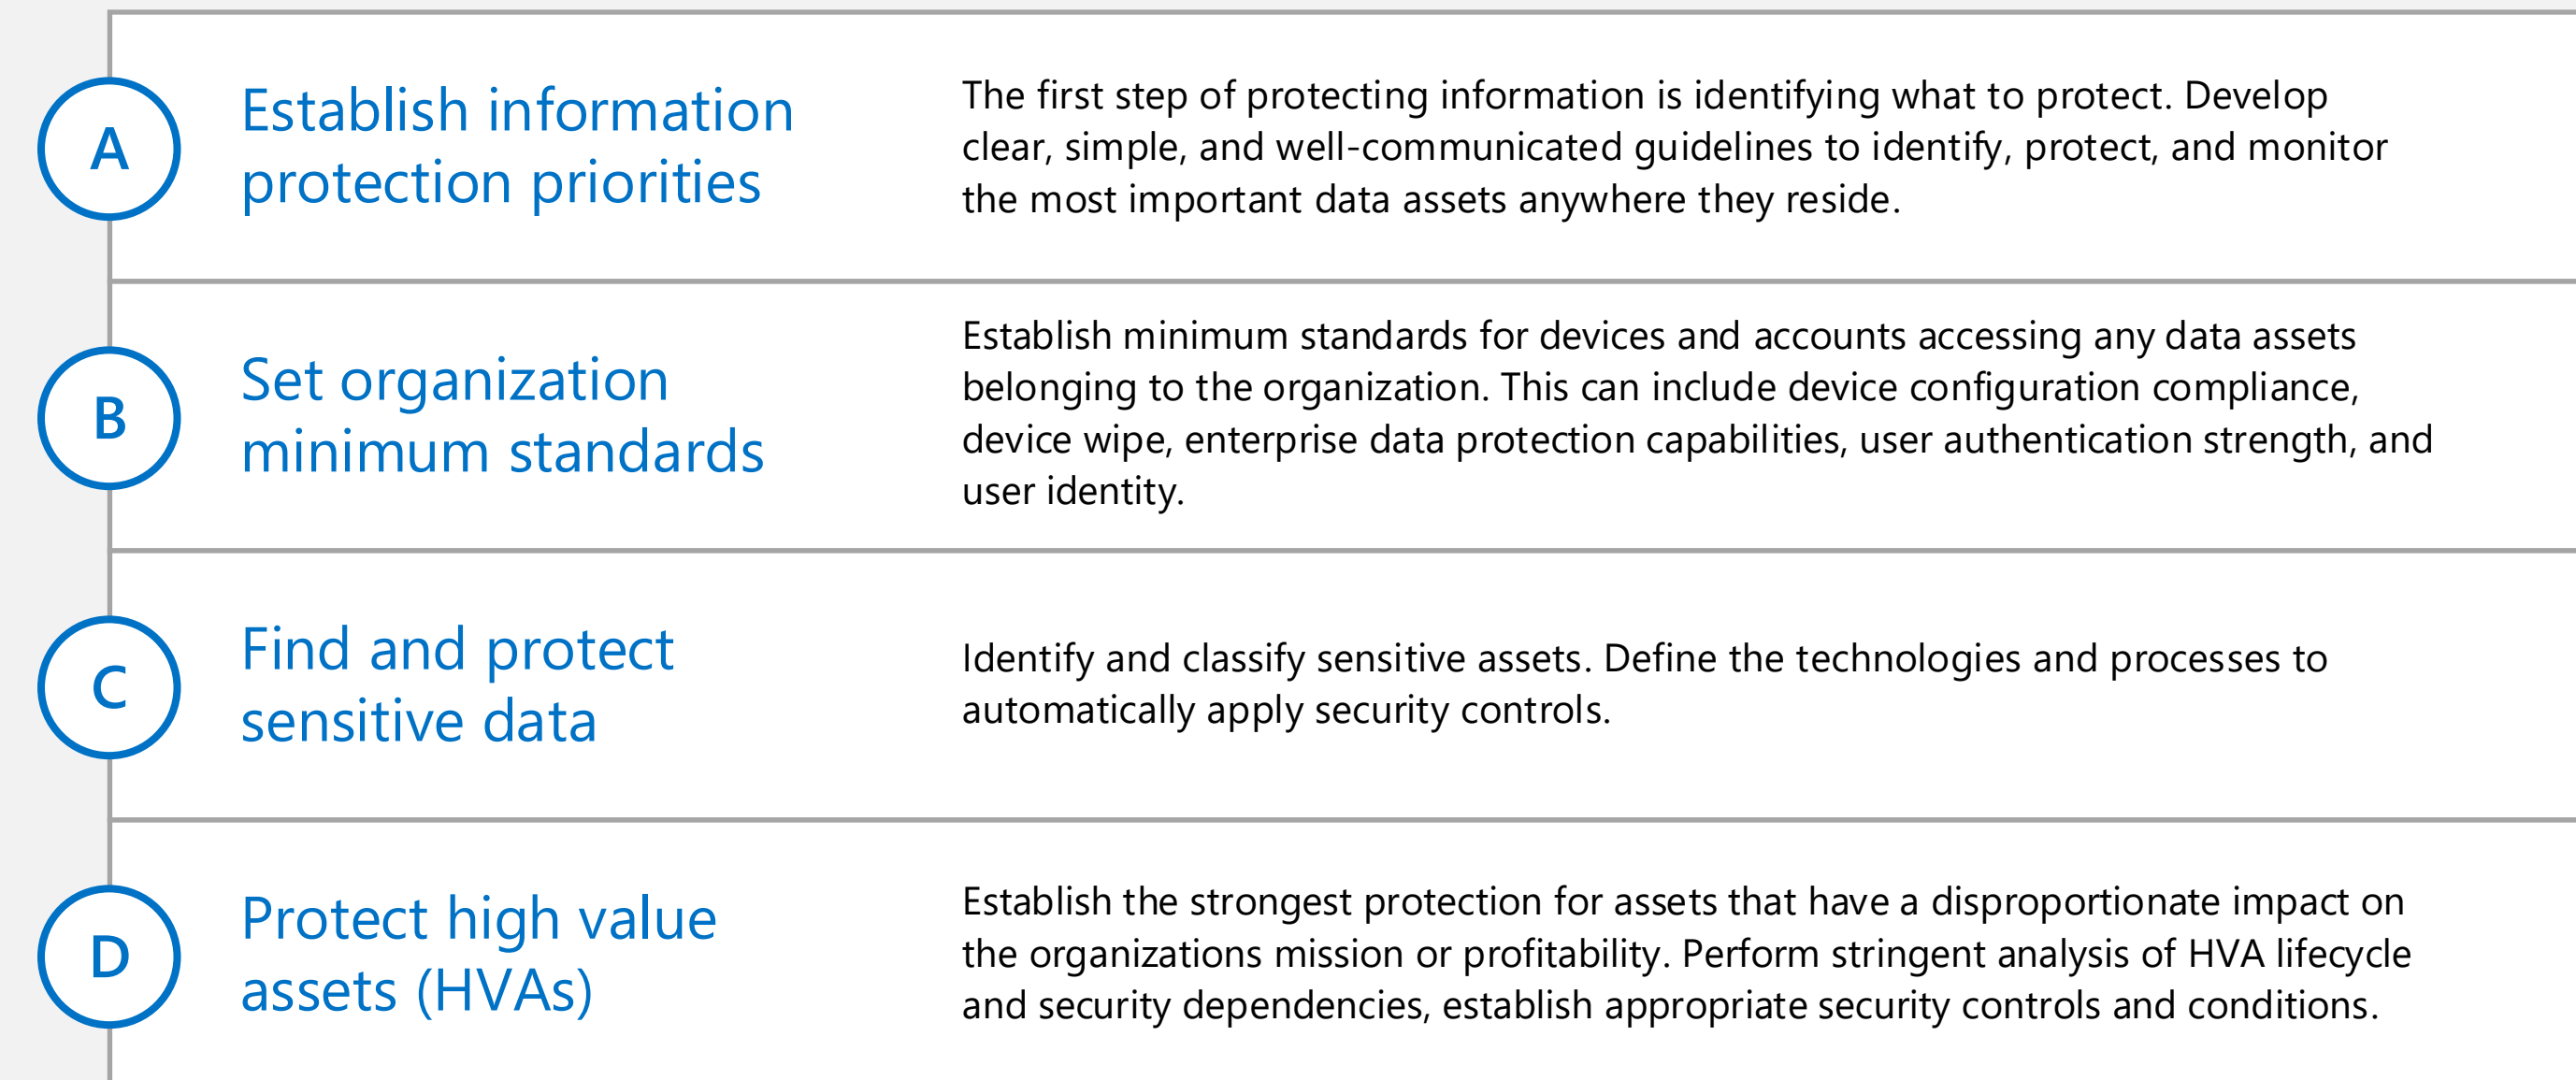 A
Establish information
protection priorities
The first step of protecting information is identifying what to protect. Develop
clear, simple, and well-communicated guidelines to identify, protect, and monitor
the most important data assets anywhere they reside.
B
Set organization
minimum standards
Establish minimum standards for devices and accounts accessing any data assets
belonging to the organization. This can include device configuration compliance,
device wipe, enterprise data protection capabilities, user authentication strength, and
user identity.
C
Find and protect
sensitive data
Identify and classify sensitive assets. Define the technologies and processes to
automatically apply security controls.
D
Protect high value
assets (HVAs)
Establish the strongest protection for assets that have a disproportionate impact on
the organizations mission or profitability. Perform stringent analysis of HVA lifecycle
and security dependencies, establish appropriate security controls and conditions.